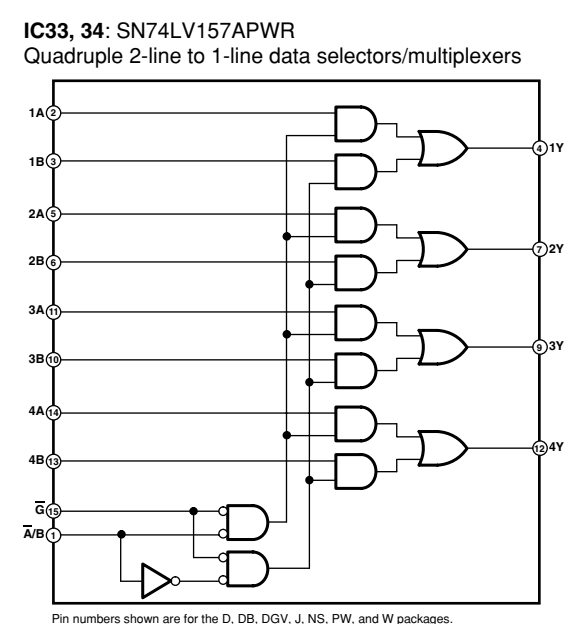 IC33, 34: SN74LV157APWR
Quadruple 2-line to 1-line data selectors/multiplexers
1A 2
4 1Y
1B 3
2A 5
7 2Y
2B 6
3A 11
9 3Y
3B 10
4A 14
12 4Y
4B 13
G̅ 15
A̅/B 1
Pin numbers shown are for the D, DB, DGV, J, NS, PW, and W packages.